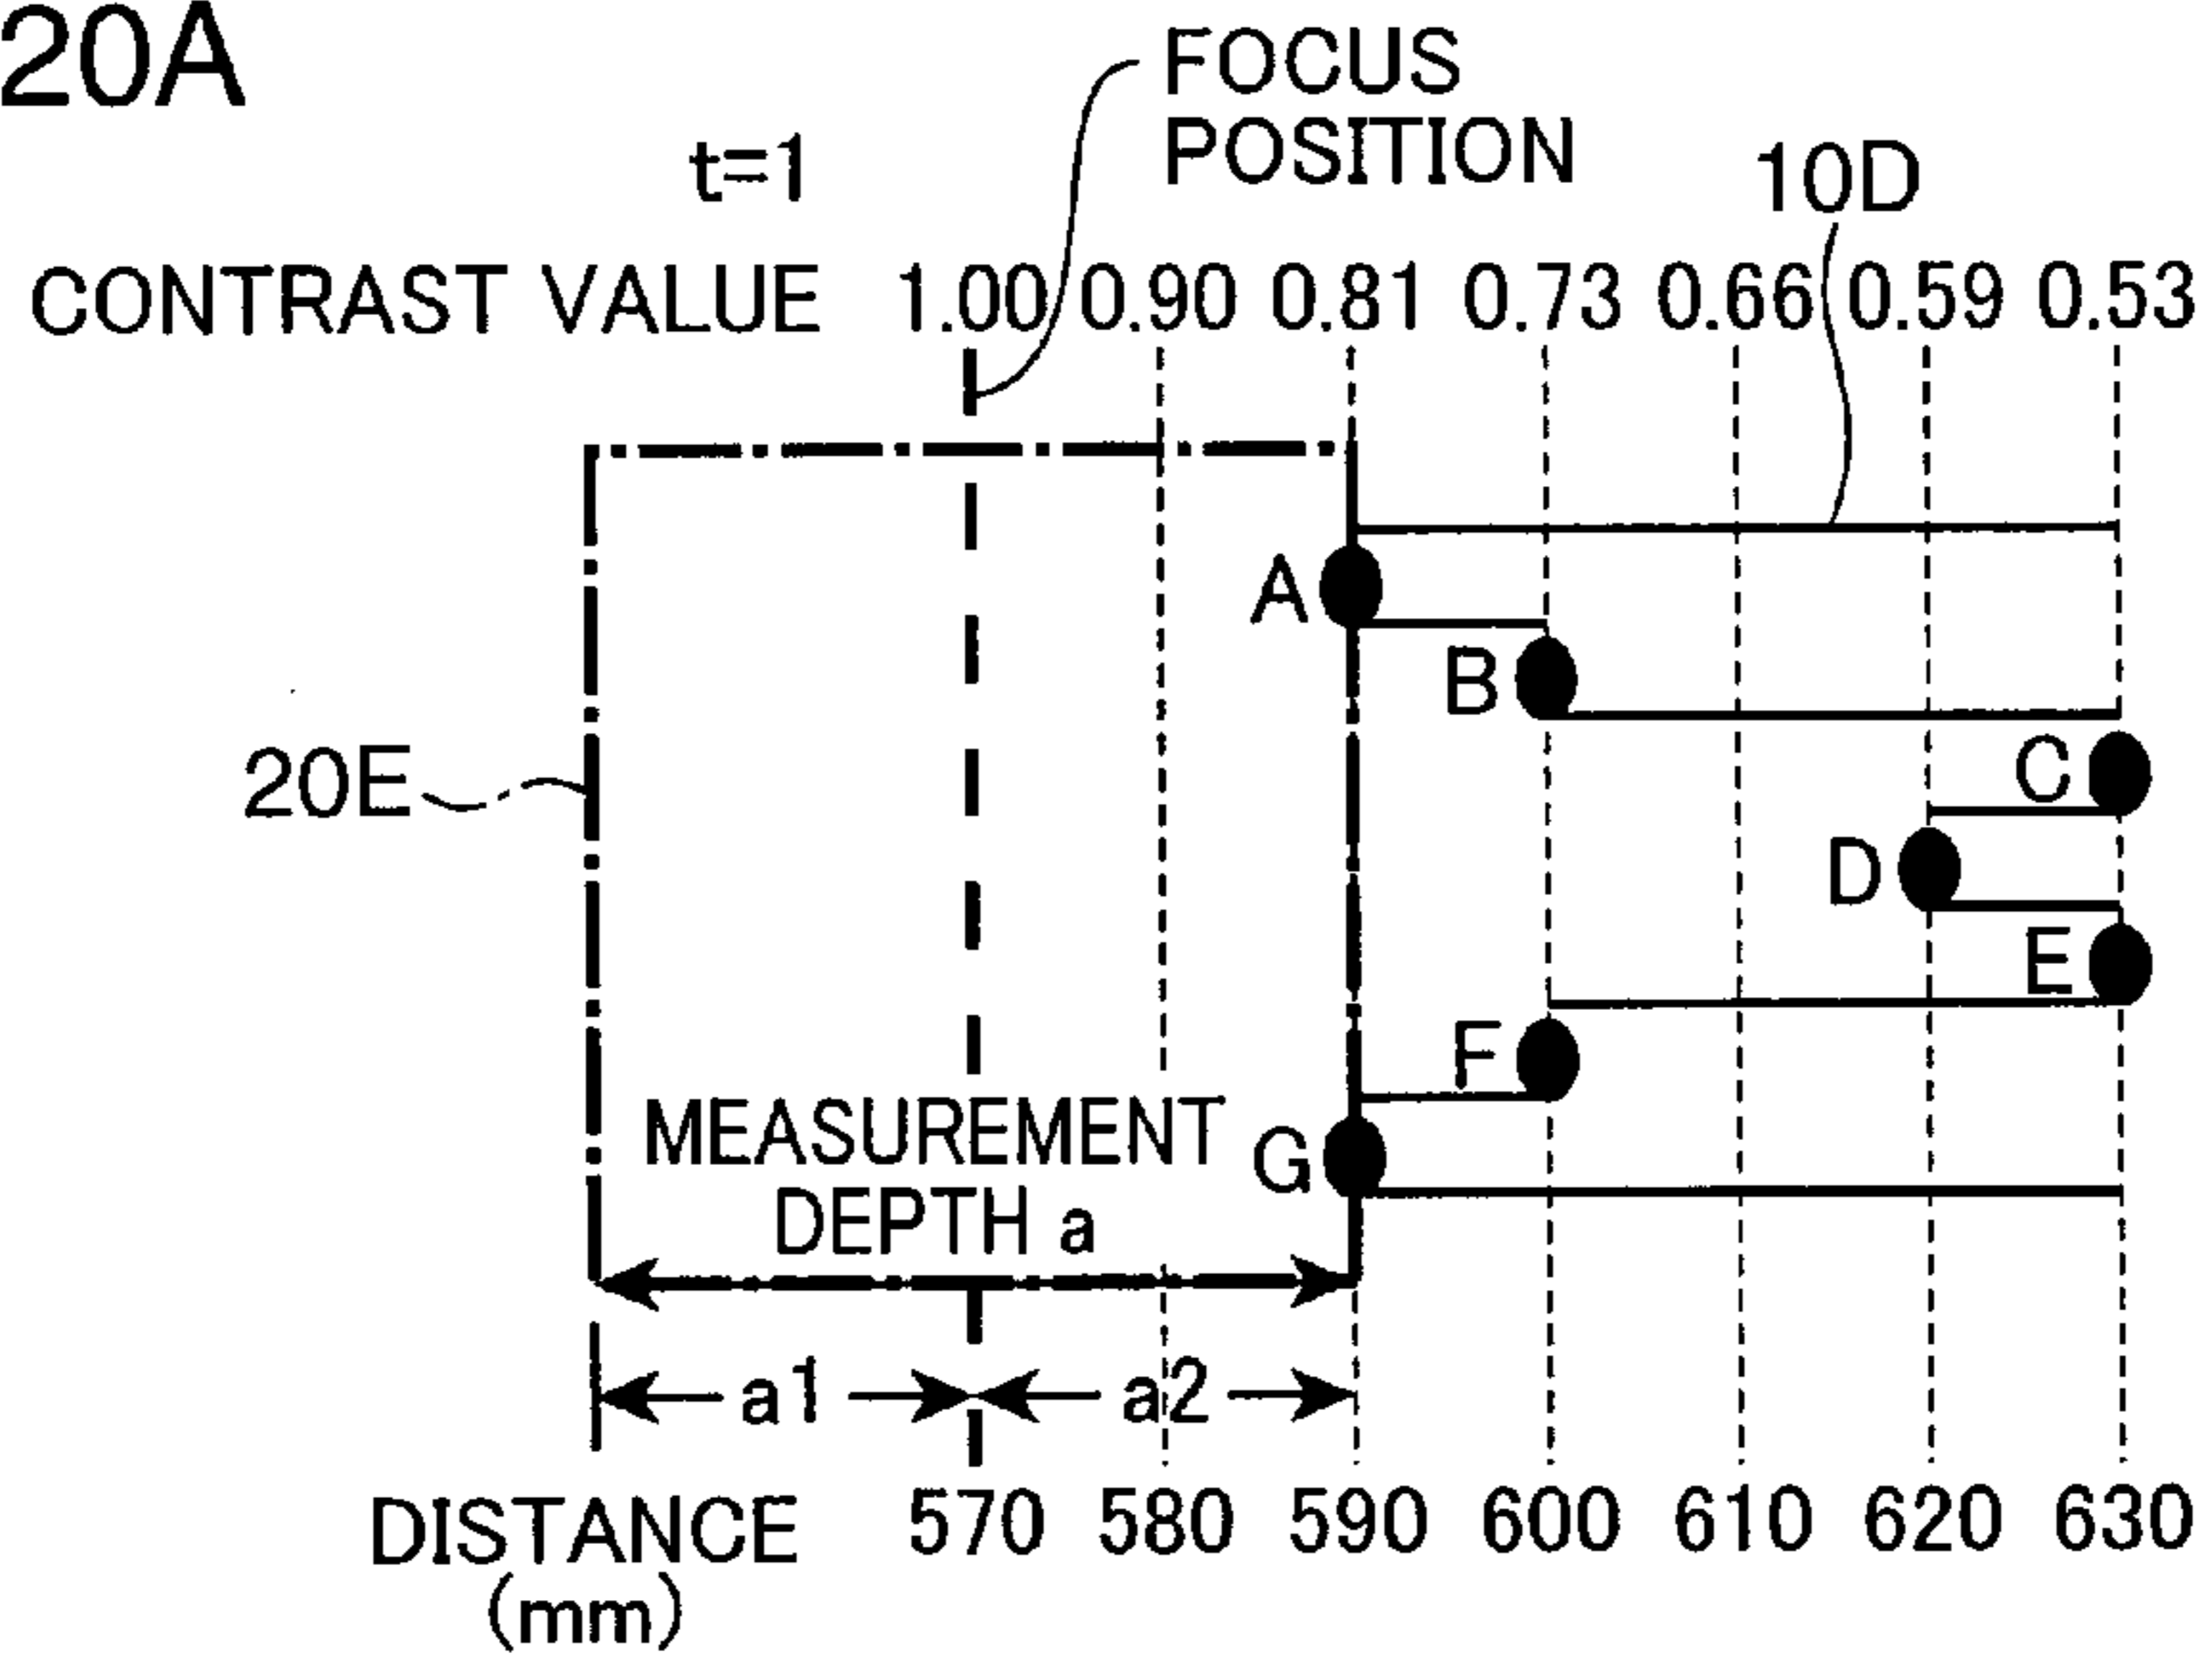 20A
FOCUS
POSITION
t=1
10D
CONTRAST VALUE 1.00 0.90 0.81 0.73 0.66 0.59 0.53
A
B
20E
C
D
E
F
MEASUREMENT
DEPTH a
G
a1 a2
DISTANCE 570 580 590 600 610 620 630
(mm)